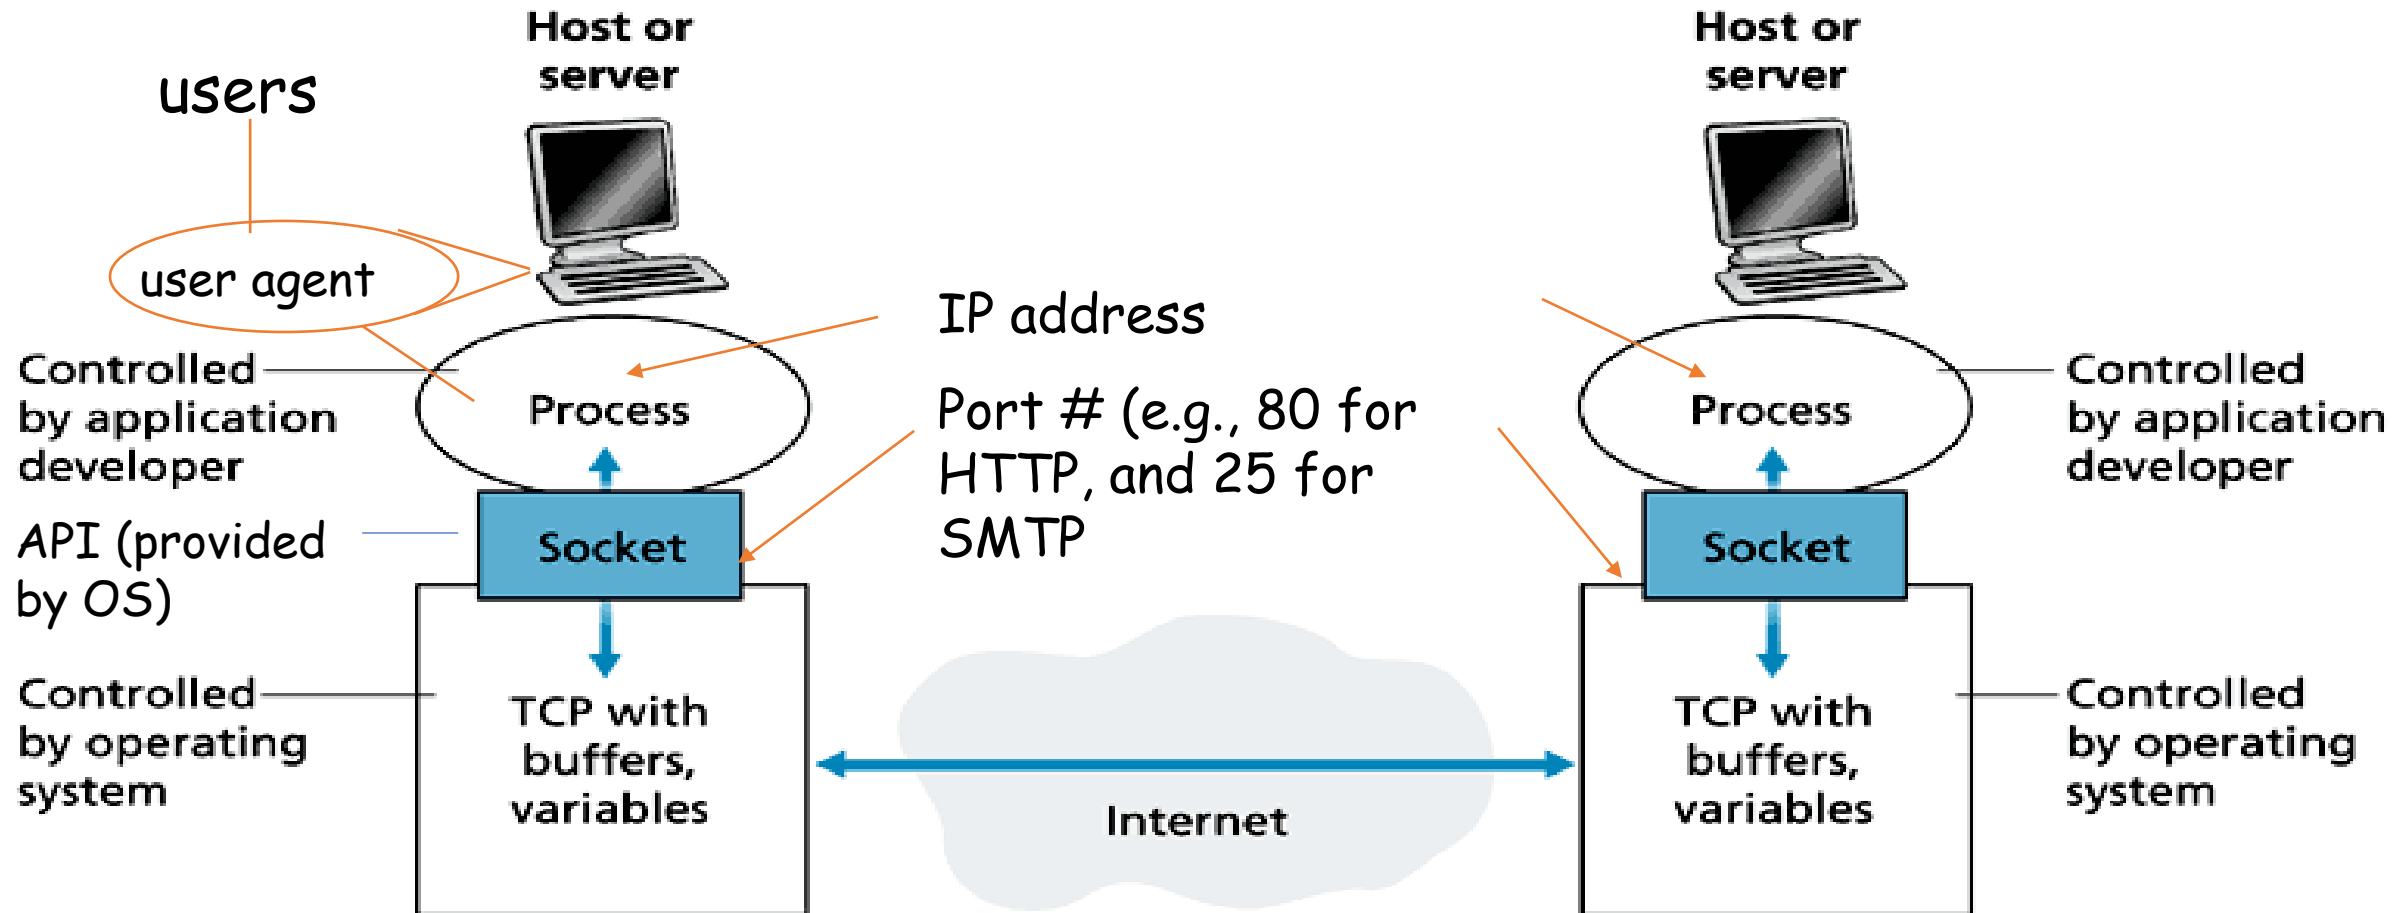 Host or
server
users
user agent
Controlled
by application
developer
Process
API (provided
by OS)
Socket
Controlled
by operating
system
TCP with
buffers,
variables
IP address
Port # (e.g., 80 for
HTTP, and 25 for
SMTP
Internet
Host or
server
Process
Controlled
by application
developer
Socket
TCP with
buffers,
variables
Controlled
by operating
system